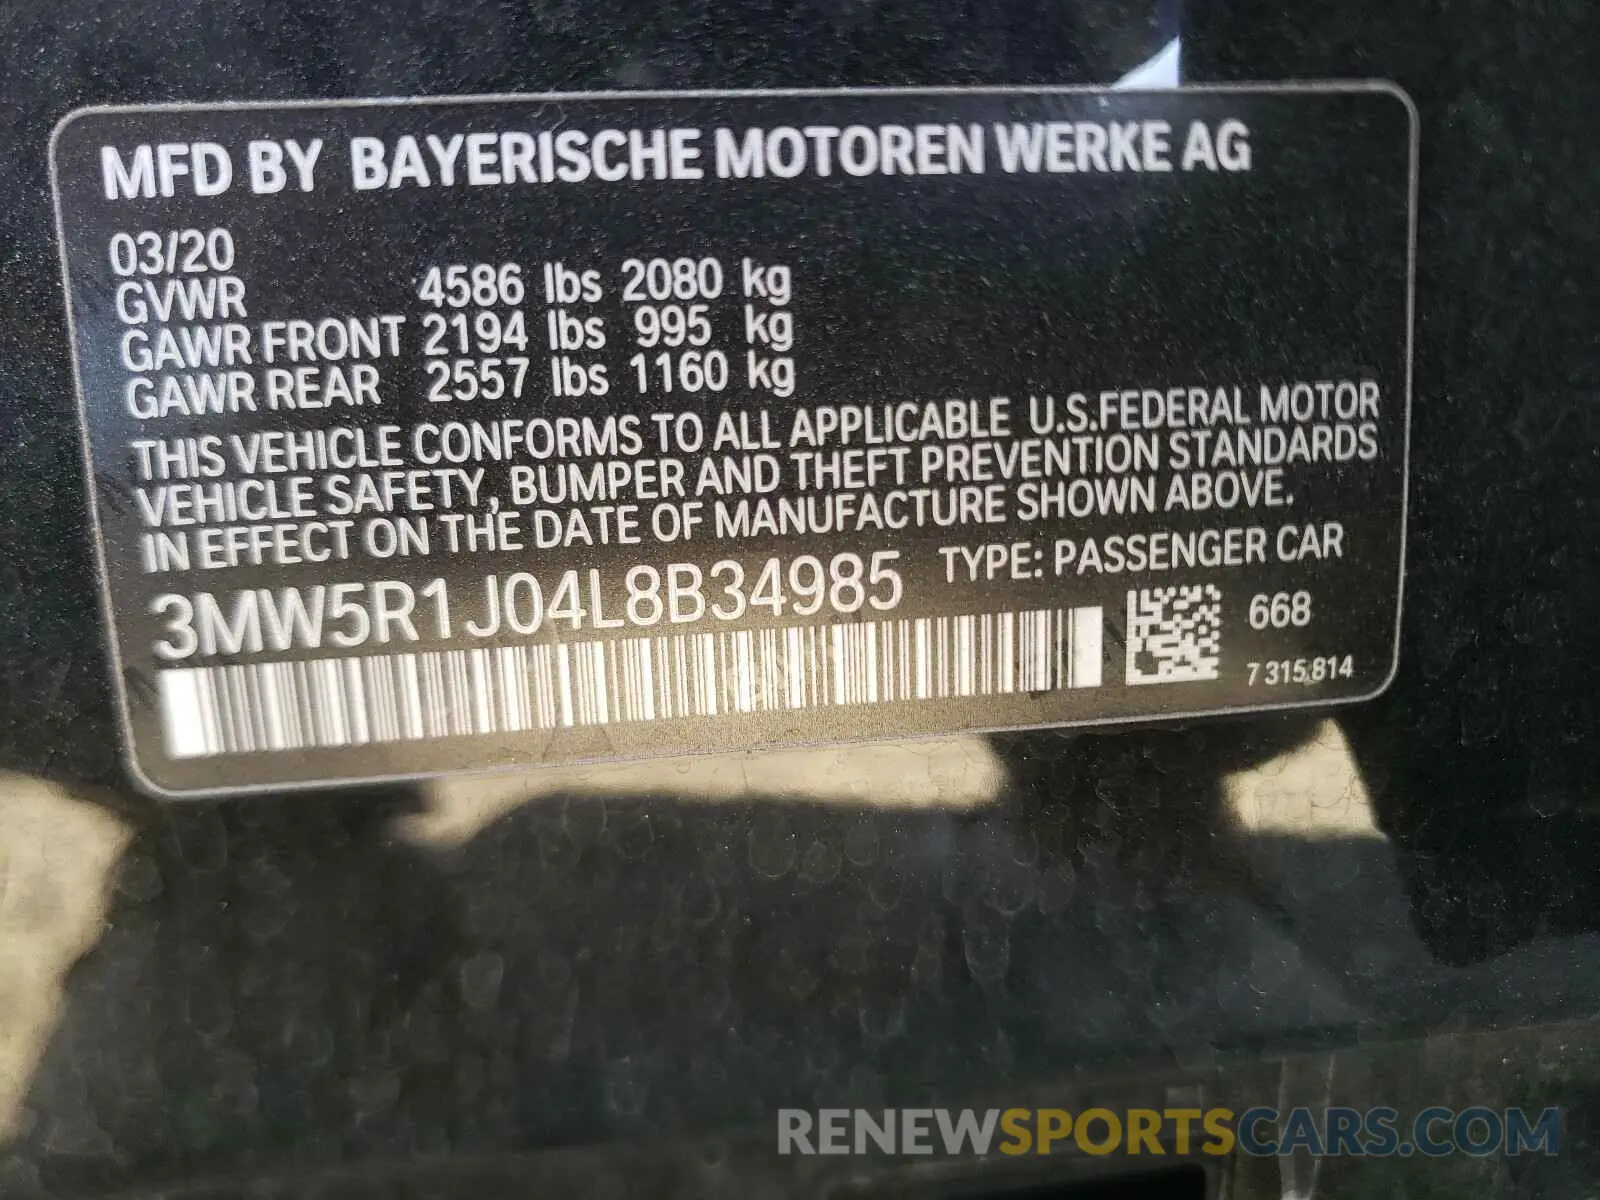 MFD BY BAYERISCHE MOTOREN WERKE AG
03/20
GVWR 4586 lbs 2080 kg
GAWR FRONT 2194 lbs 995 kg
GAWR REAR 2557 lbs 1160 kg
THIS VEHICLE CONFORMS TO ALL APPLICABLE U.S.FEDERAL MOTOR
VEHICLE SAFETY, BUMPER AND THEFT PREVENTION STANDARDS
IN EFFECT ON THE DATE OF MANUFACTURE SHOWN ABOVE.
3MW5R1J04L8B34985 TYPE: PASSENGER CAR
668
7 315 814
RENEWSPORTSCARS.COM